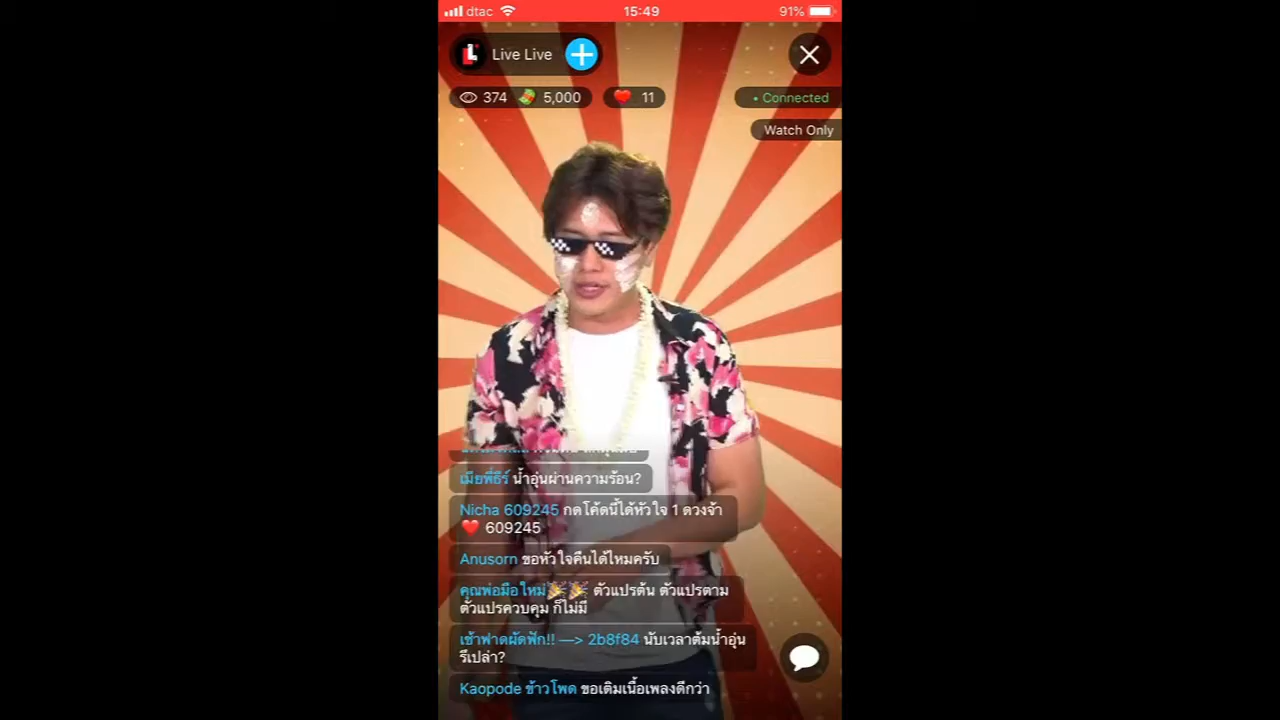 dtac 15:49 91%
Live Live
374 5,000 11 • Connected
Watch Only
เมียพี่ธีร์ น้ำอุ่นผ่านความร้อน?
Nicha 609245 กดโค้ดนี้ได้หัวใจ 1 ดวงจ้า
❤️ 609245
Anusorn ขอหัวใจคืนได้ไหมครับ
คุณพ่อมือใหม่🎉🎉 ตัวแปรต้น ตัวแปรตาม
ตัวแปรควบคุม ก็ไม่มี
เช้าฟาดผัดฟัก!! —> 2b8f84 นับเวลาต้มน้ำอุ่น
รึเปล่า?
Kaopode ข้าวโพด ขอเติมเนื้อเพลงดีกว่า